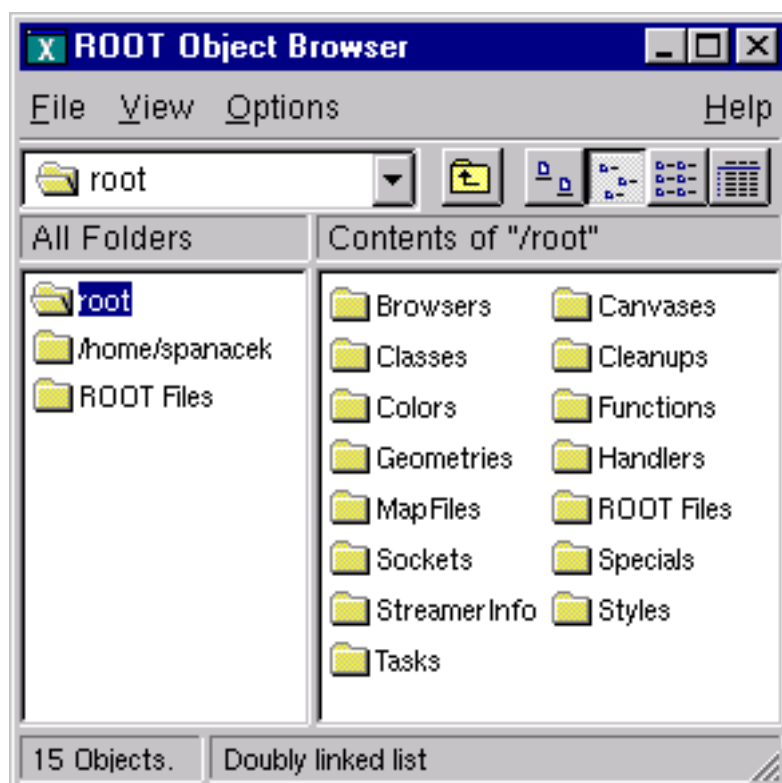 ROOT Object Browser
File View Options Help
root
All Folders Contents of "/root"
root
/home/spanacek
ROOT Files
Browsers Canvases
Classes Cleanups
Colors Functions
Geometries Handlers
MapFiles ROOT Files
Sockets Specials
StreamerInfo Styles
Tasks
15 Objects. Doubly linked list